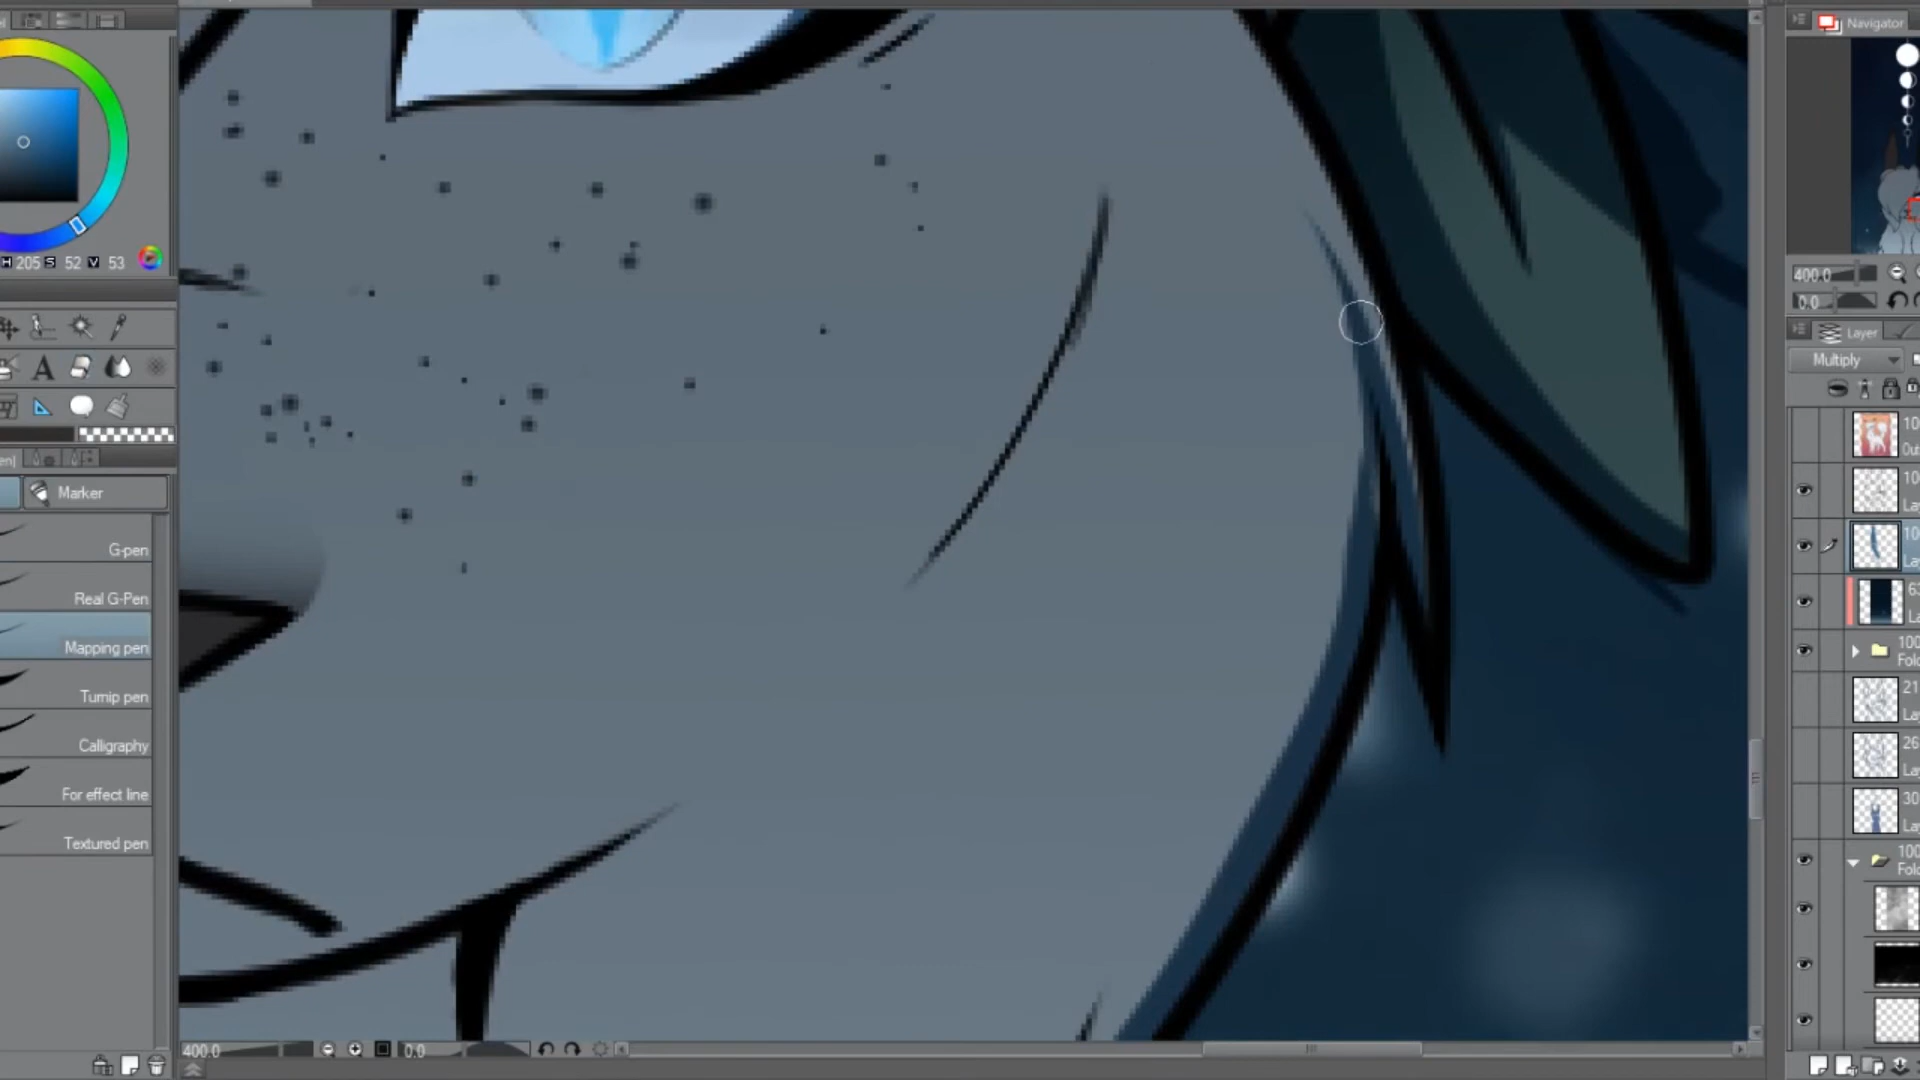 Navigator
H 205 S 52 V 53
400.0
0.0
Layer
Multiply
Marker
G-pen
Real G-Pen
Mapping pen
Turnip pen
Calligraphy
For effect line
Textured pen
400.0
0.0